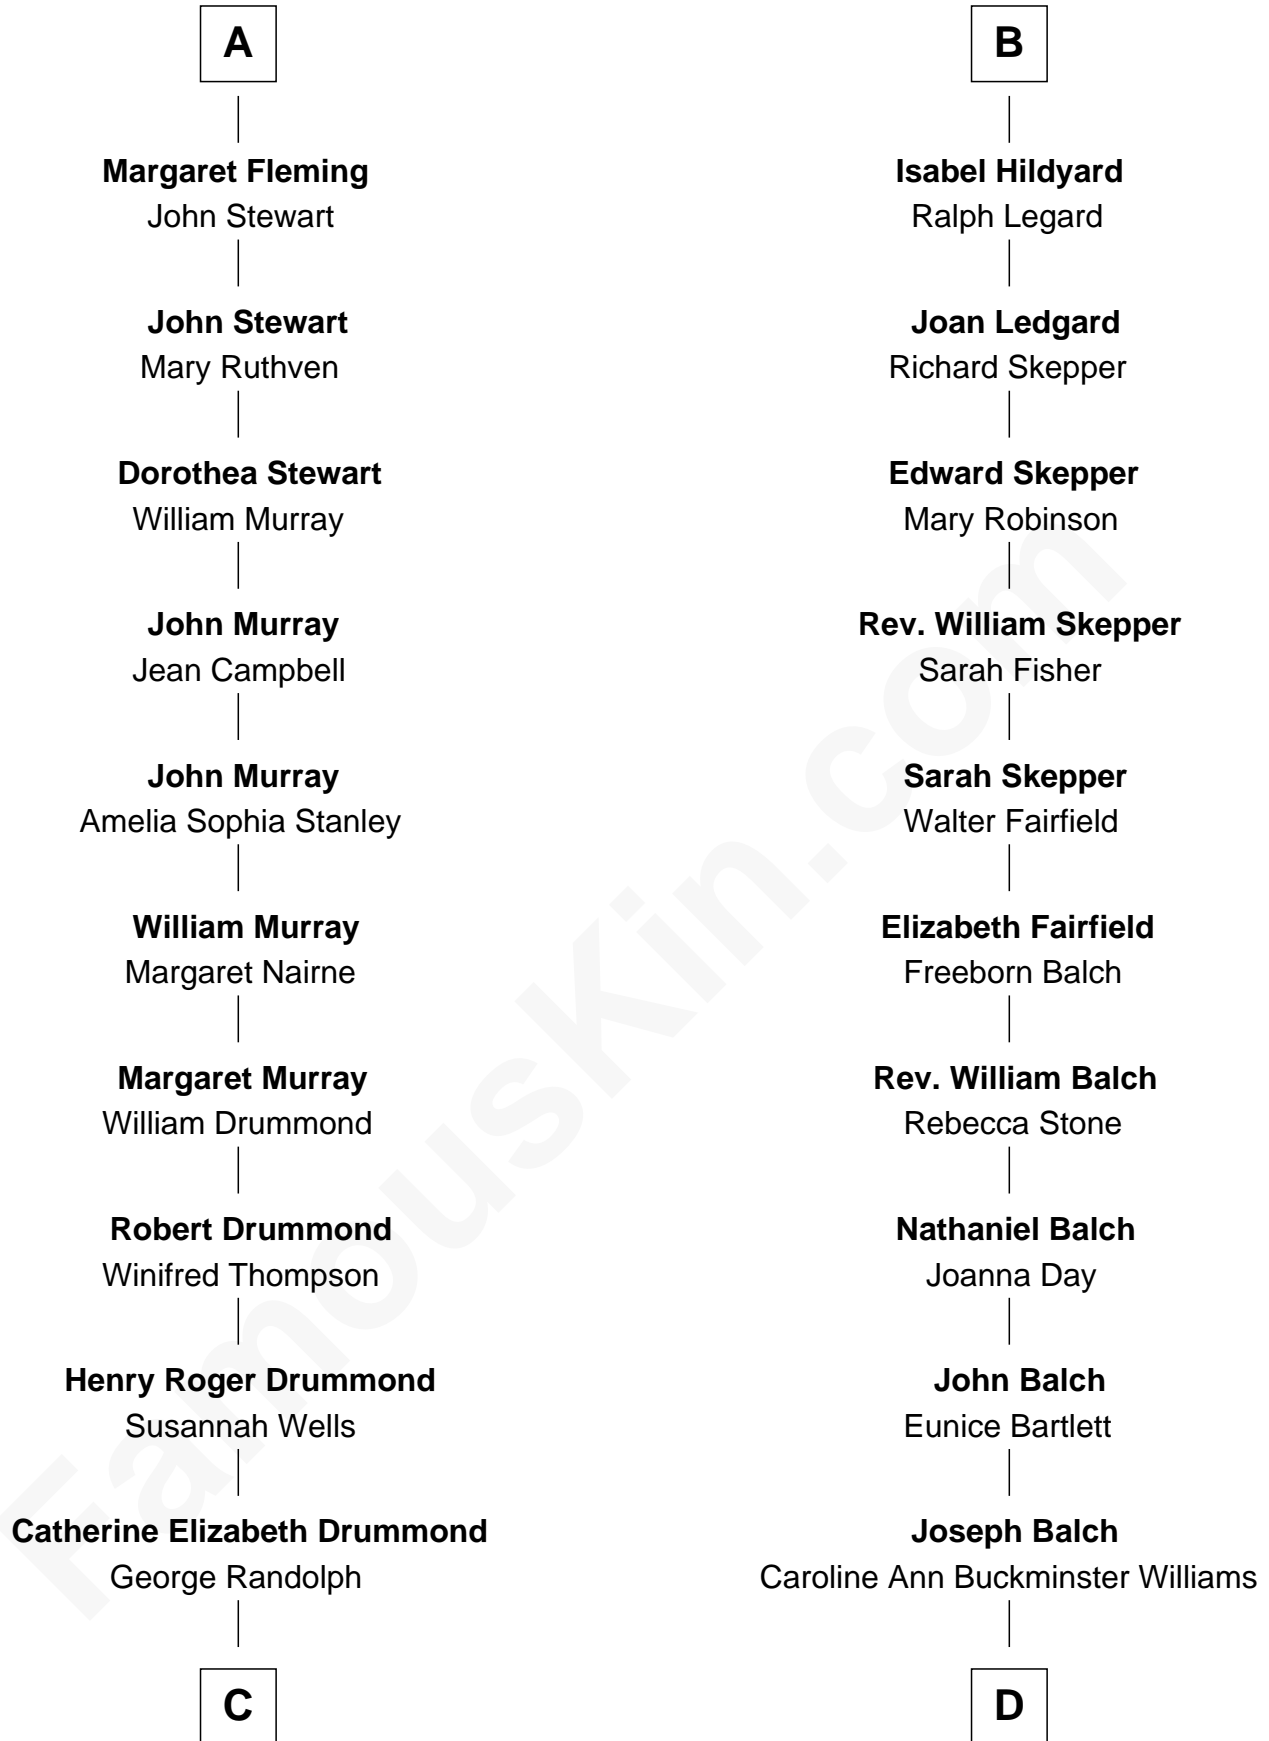 A
Margaret Fleming
John Stewart
John Stewart
Mary Ruthven
Dorothea Stewart
William Murray
John Murray
Jean Campbell
John Murray
Amelia Sophia Stanley
William Murray
Margaret Nairne
Margaret Murray
William Drummond
Robert Drummond
Winifred Thompson
Henry Roger Drummond
Susannah Wells
Catherine Elizabeth Drummond
George Randolph
C
B
Isabel Hildyard
Ralph Legard
Joan Ledgard
Richard Skepper
Edward Skepper
Mary Robinson
Rev. William Skepper
Sarah Fisher
Sarah Skepper
Walter Fairfield
Elizabeth Fairfield
Freeborn Balch
Rev. William Balch
Rebecca Stone
Nathaniel Balch
Joanna Day
John Balch
Eunice Bartlett
Joseph Balch
Caroline Ann Buckminster Williams
D
FamousKin.com